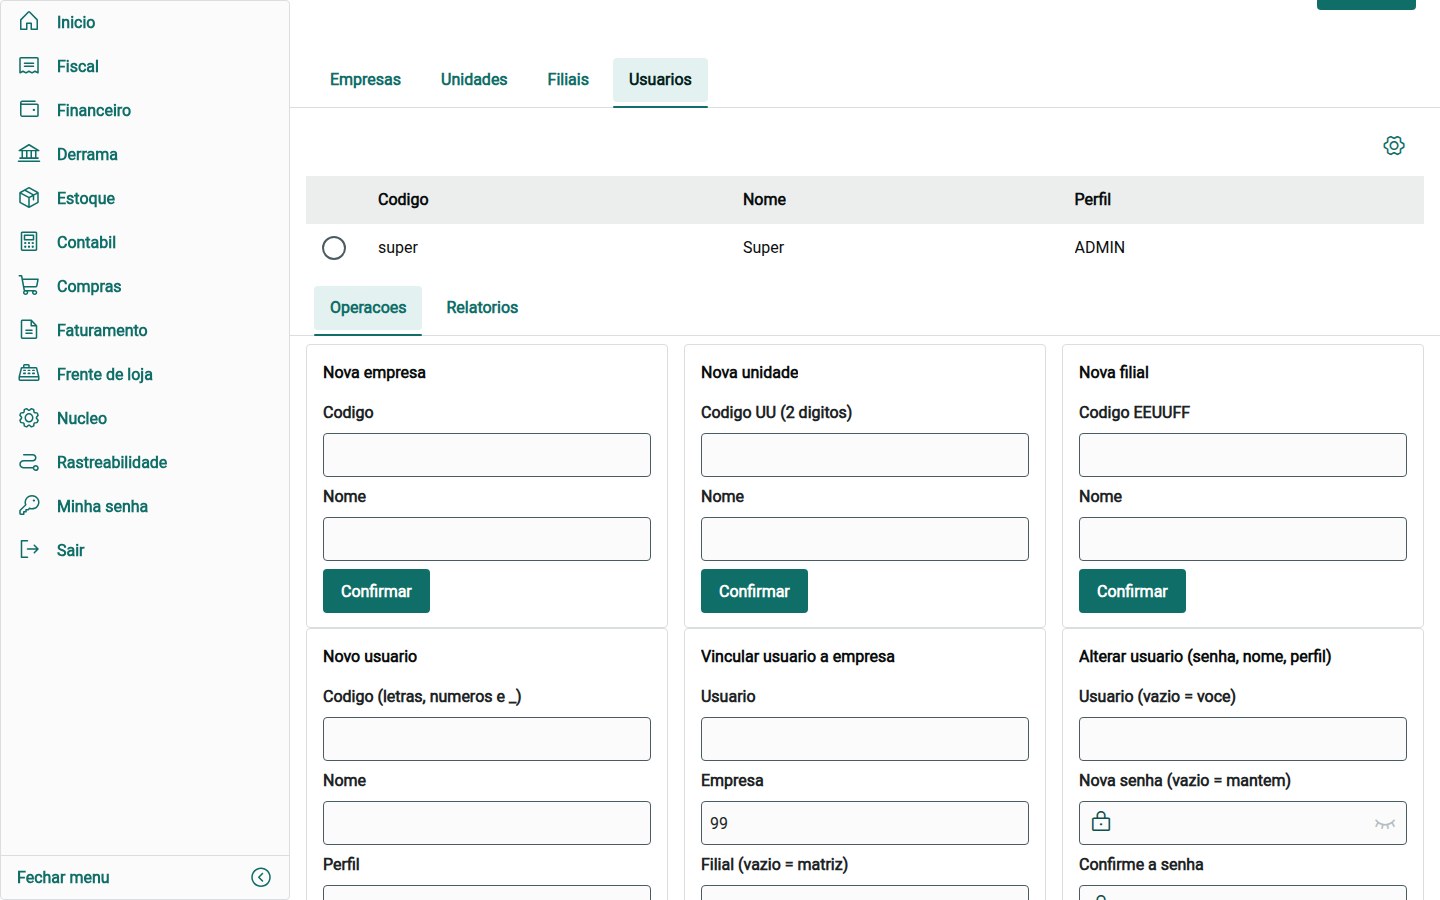 Inicio
Fiscal
Financeiro
Derrama
Estoque
Contabil
Compras
Faturamento
Frente de loja
Nucleo
Rastreabilidade
Minha senha
Sair
Fechar menu
Empresas Unidades Filiais Usuarios
Codigo Nome Perfil
super Super ADMIN
Operacoes Relatorios
Nova empresa
Codigo
Nome
Confirmar
Nova unidade
Codigo UU (2 digitos)
Nome
Confirmar
Nova filial
Codigo EEUUFF
Nome
Confirmar
Novo usuario
Codigo (letras, numeros e _)
Nome
Perfil
Vincular usuario a empresa
Usuario
Empresa
99
Filial (vazio = matriz)
Alterar usuario (senha, nome, perfil)
Usuario (vazio = voce)
Nova senha (vazio = mantem)
Confirme a senha